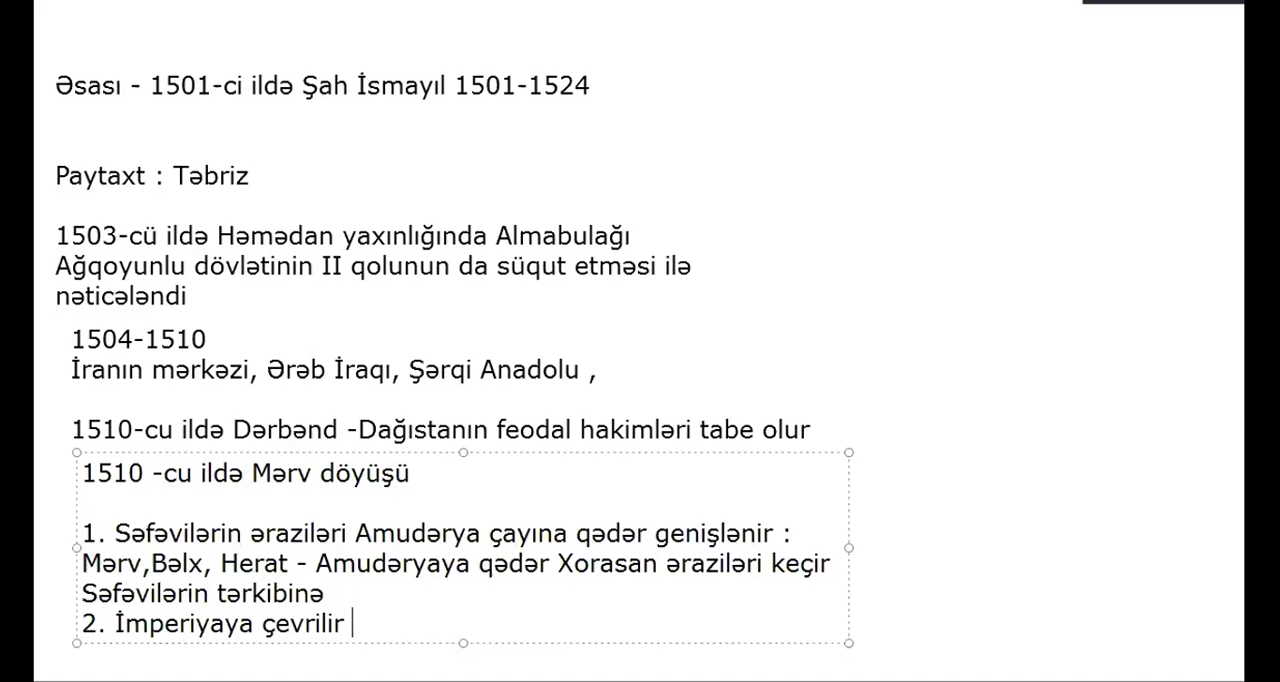 Əsası - 1501-ci ildə Şah İsmayıl 1501-1524
Paytaxt : Təbriz
1503-cü ildə Həmədan yaxınlığında Almabulağı
Ağqoyunlu dövlətinin II qolunun da süqut etməsi ilə
nəticələndi
1504-1510
İranın mərkəzi, Ərəb İraqı, Şərqi Anadolu ,
1510-cu ildə Dərbənd -Dağıstanın feodal hakimləri tabe olur
1510 -cu ildə Mərv döyüşü
1. Səfəvilərin əraziləri Amudərya çayına qədər genişlənir :
Mərv,Bəlx, Herat - Amudəryaya qədər Xorasan əraziləri keçir
Səfəvilərin tərkibinə
2. İmperiyaya çevrilir